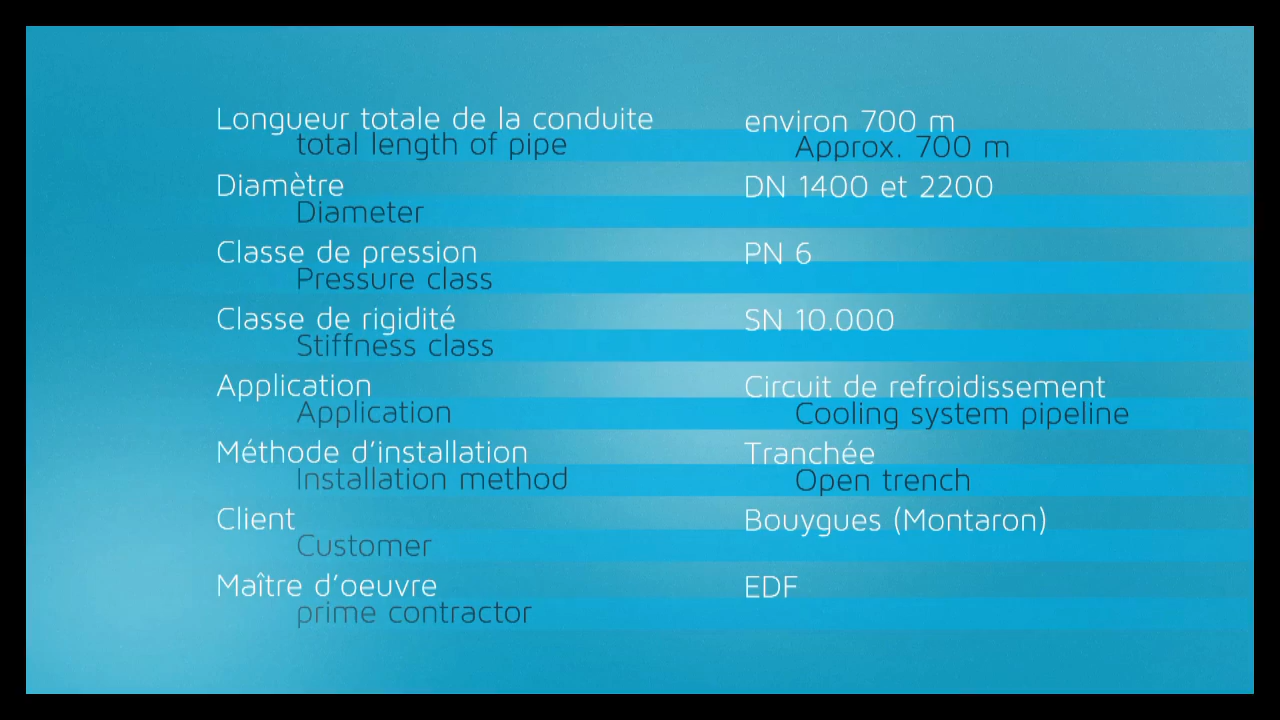 Longueur totale de la conduite environ 700 m
total length of pipe Approx. 700 m
Diamètre DN 1400 et 2200
Diameter
Classe de pression PN 6
Pressure class
Classe de rigidité SN 10.000
Stiffness class
Application Circuit de refroidissement
Application Cooling system pipeline
Méthode d’installation Tranchée
Installation method Open trench
Client Bouygues (Montaron)
Customer
Maître d’oeuvre EDF
prime contractor